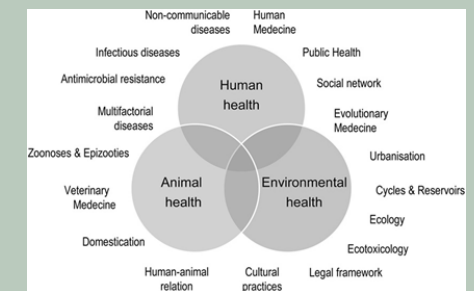 Non-communicable
diseases
Human
Medecine
Infectious diseases
Public Health
Antimicrobial resistance
Human
health
Social network
Multifactorial
diseases
Evolutionary
Medecine
Zoonoses & Epizooties
Urbanisation
Animal
health
Environmental
health
Veterinary
Medecine
Cycles & Reservoirs
Ecology
Domestication
Ecotoxicology
Human-animal
relation
Cultural
practices
Legal framework